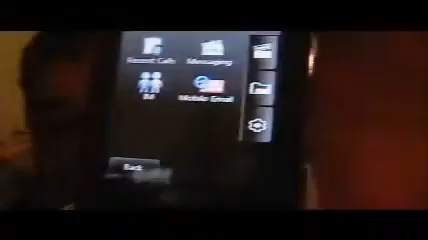 Recent Calls
Messaging
IM
Mobile Email
Back